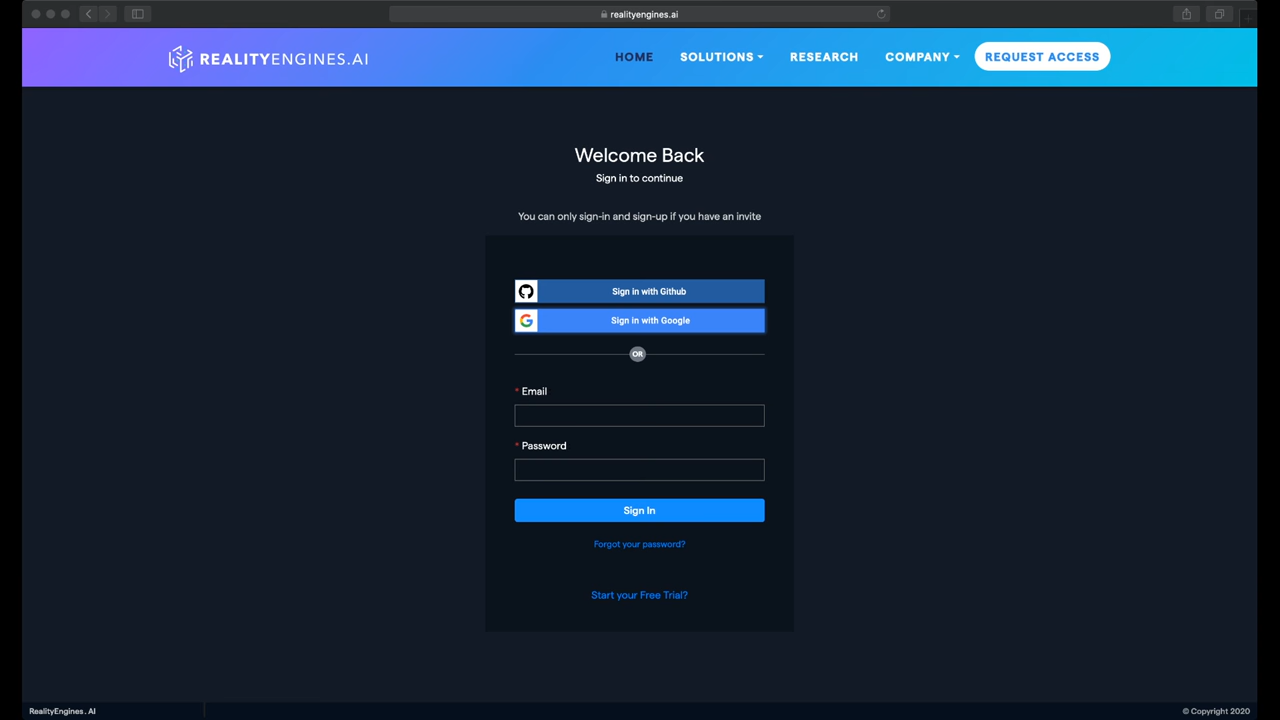 realityengines.ai
REALITYENGINES.AI
HOME
SOLUTIONS
RESEARCH
COMPANY
REQUEST ACCESS
Welcome Back
Sign in to continue
You can only sign-in and sign-up if you have an invite
Sign in with Github
Sign in with Google
OR
* Email
* Password
Sign In
Forgot your password?
Start your Free Trial?
RealityEngines. AI
© Copyright 2020